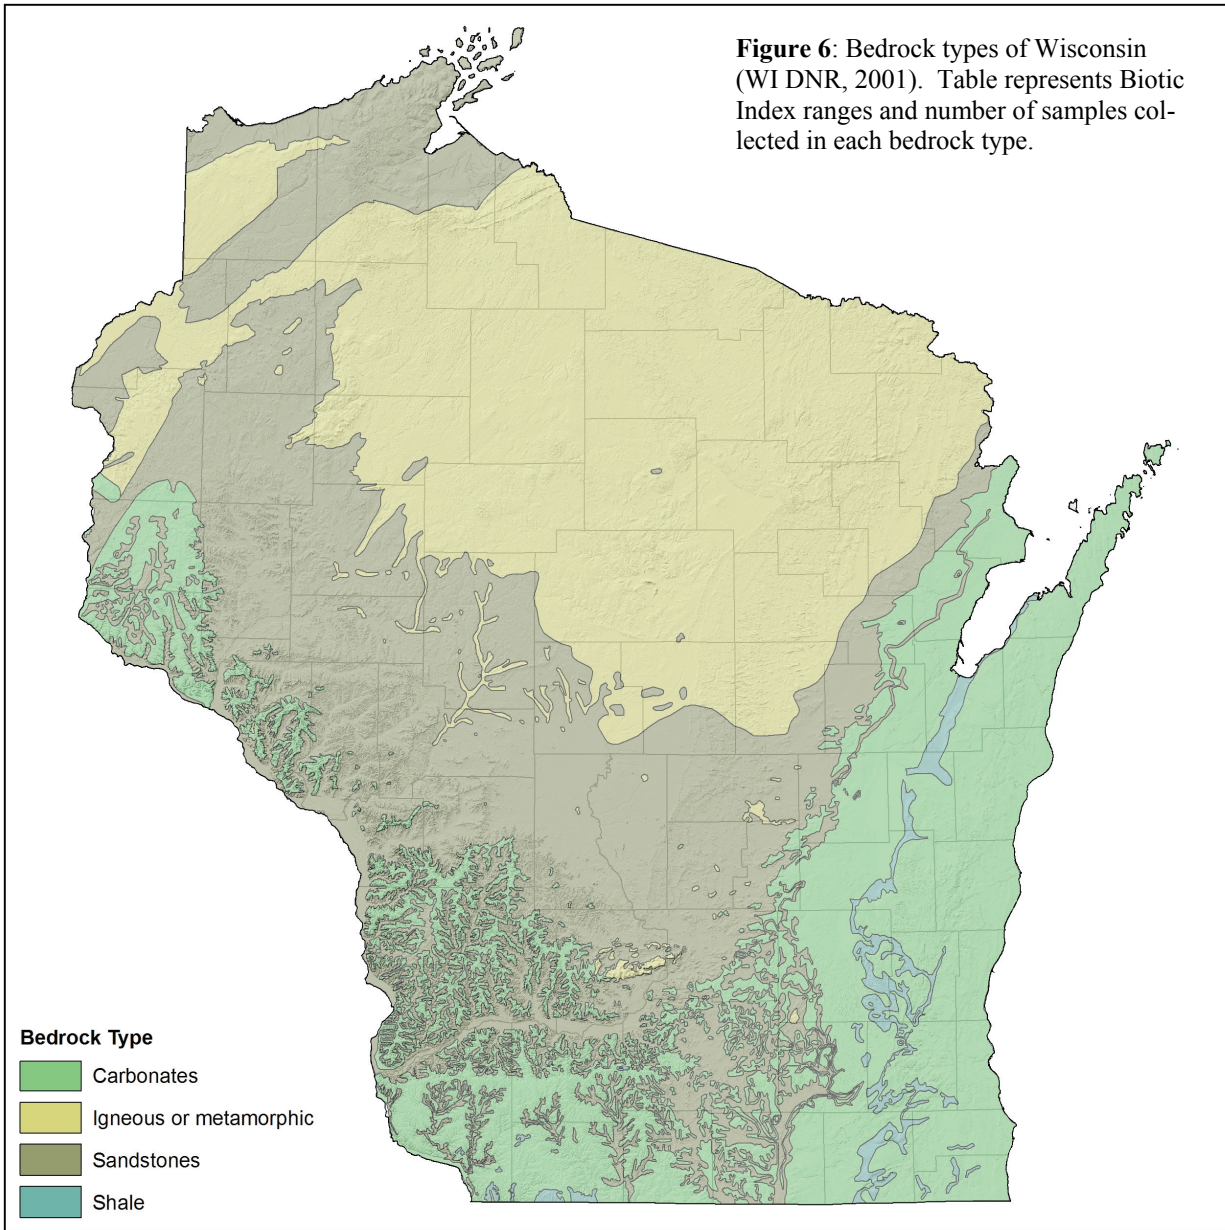 Figure 6: Bedrock types of Wisconsin
(WI DNR, 2001).  Table represents Biotic
Index ranges and number of samples col-
lected in each bedrock type.
Bedrock Type
Carbonates
Igneous or metamorphic
Sandstones
Shale